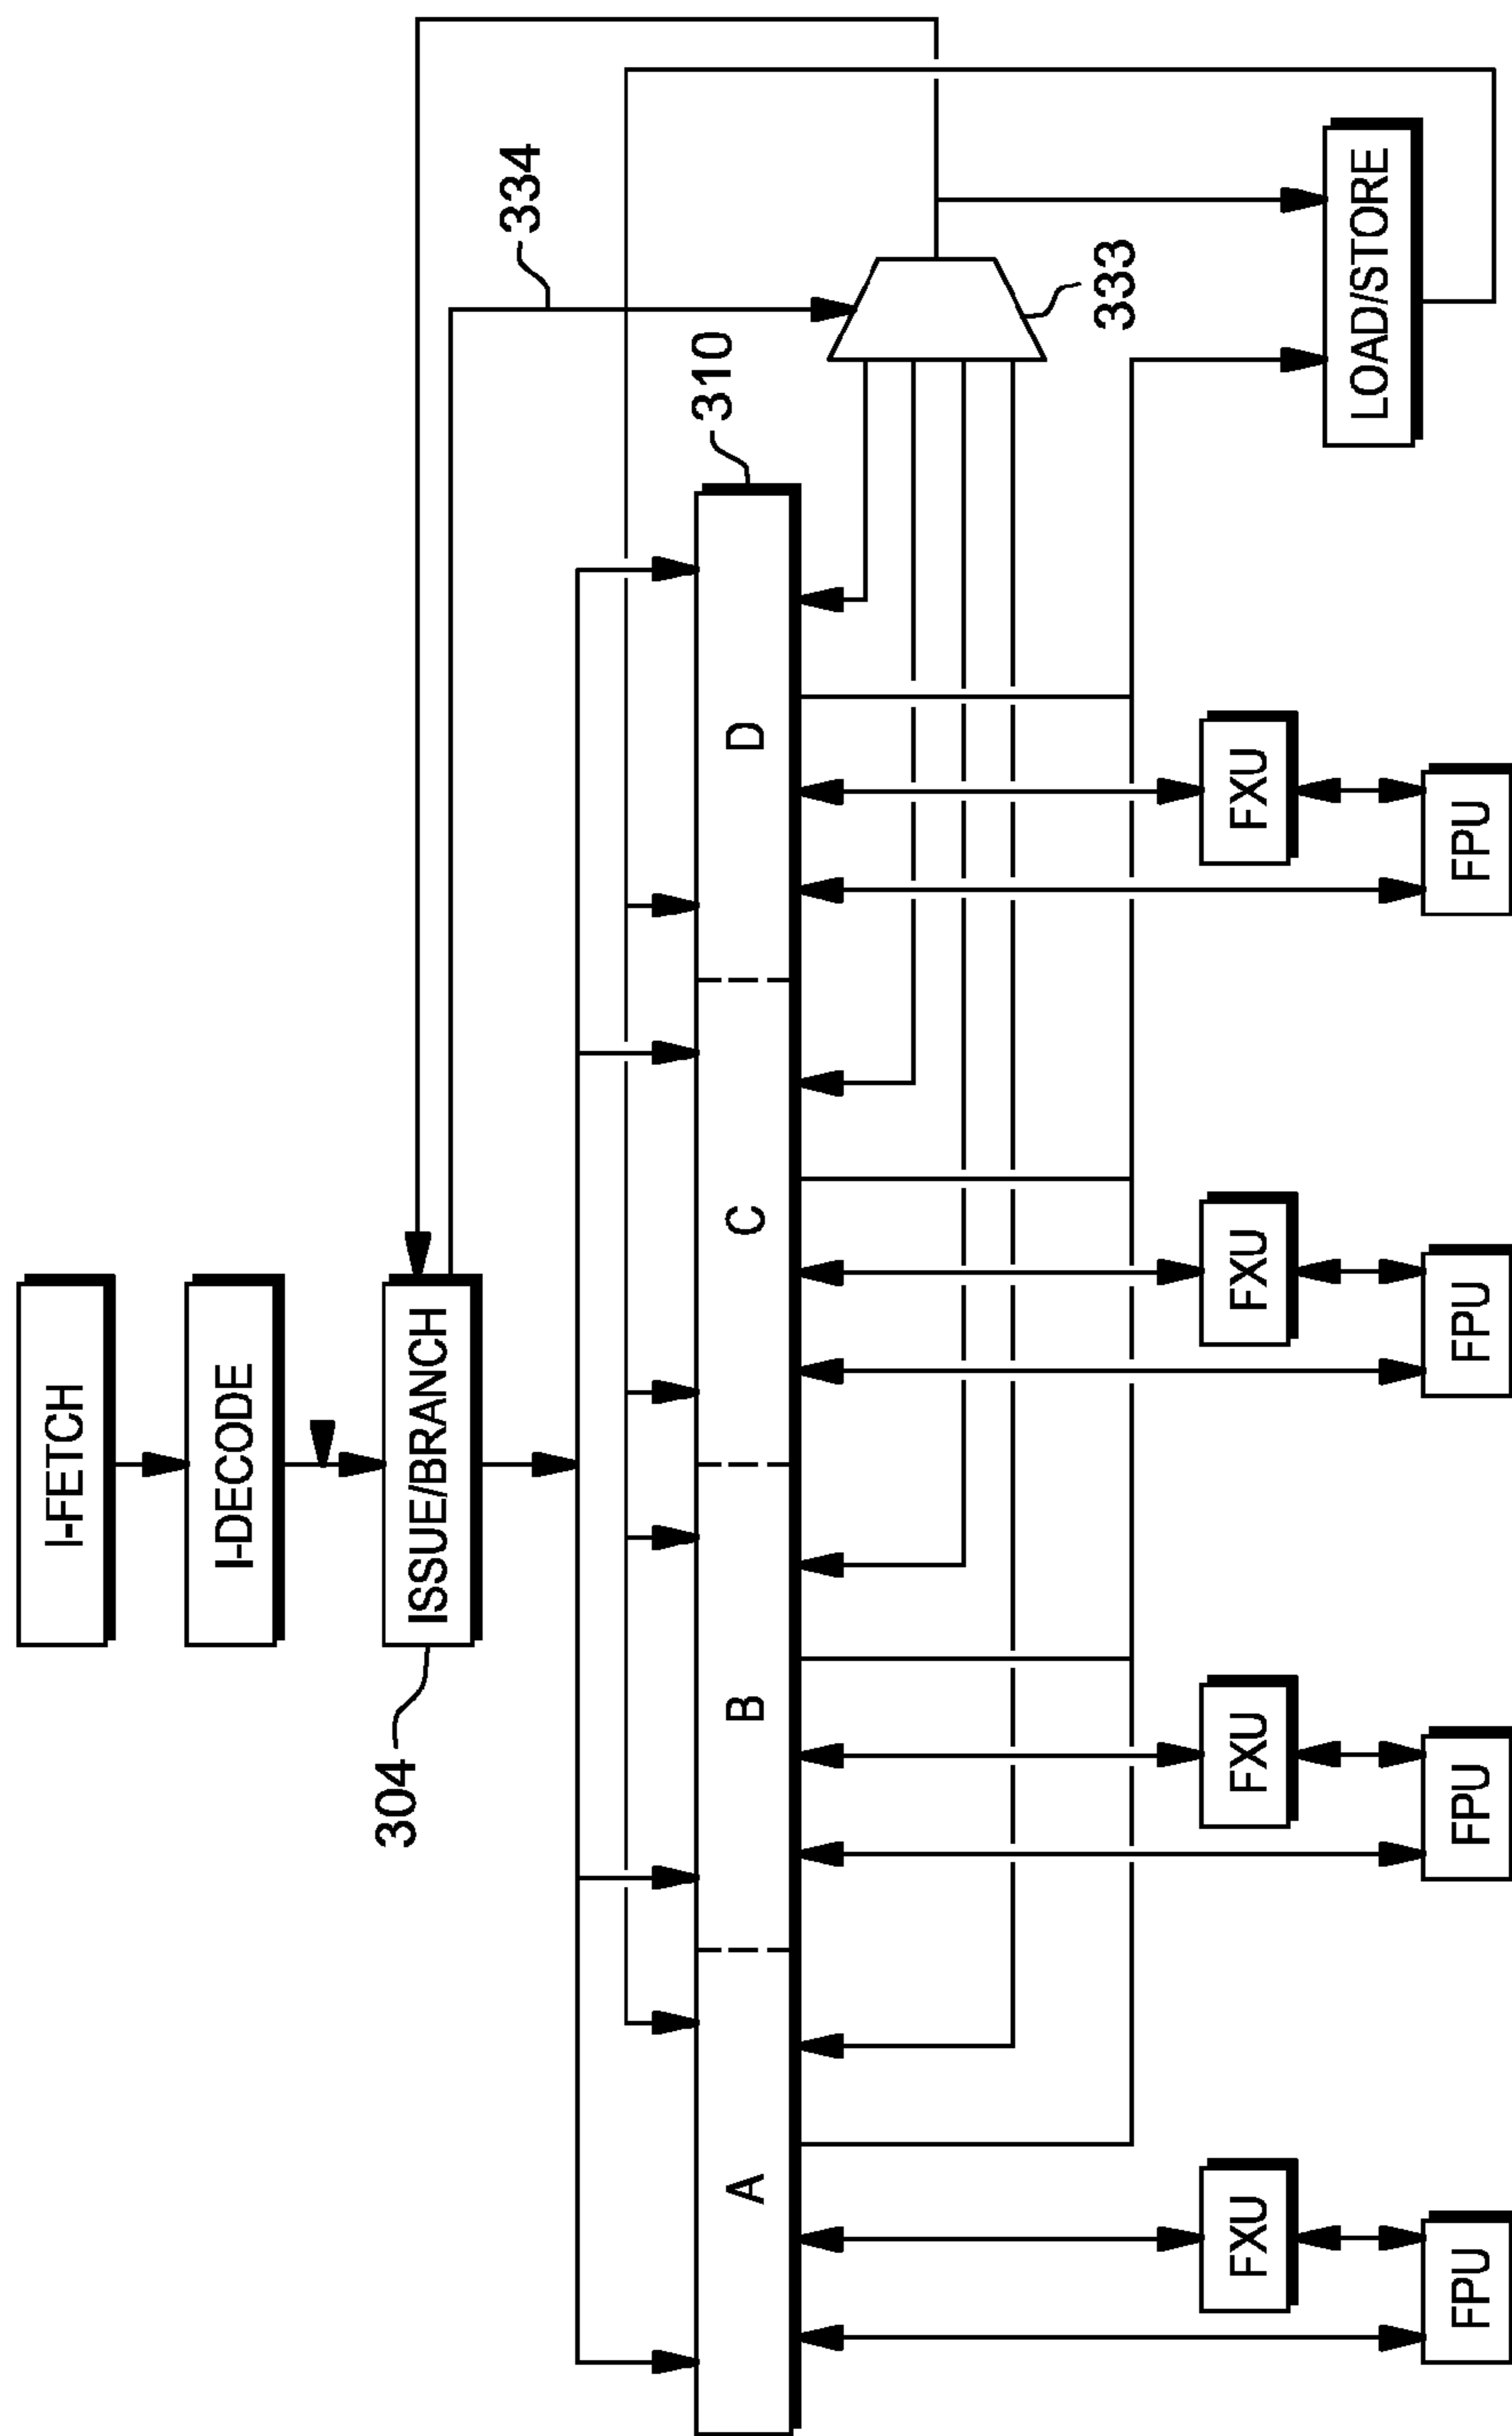 I-FETCH
I-DECODE
304
ISSUE/BRANCH
334
310
A
B
C
D
333
FXU
FXU
FXU
FXU
LOAD/STORE
FPU
FPU
FPU
FPU